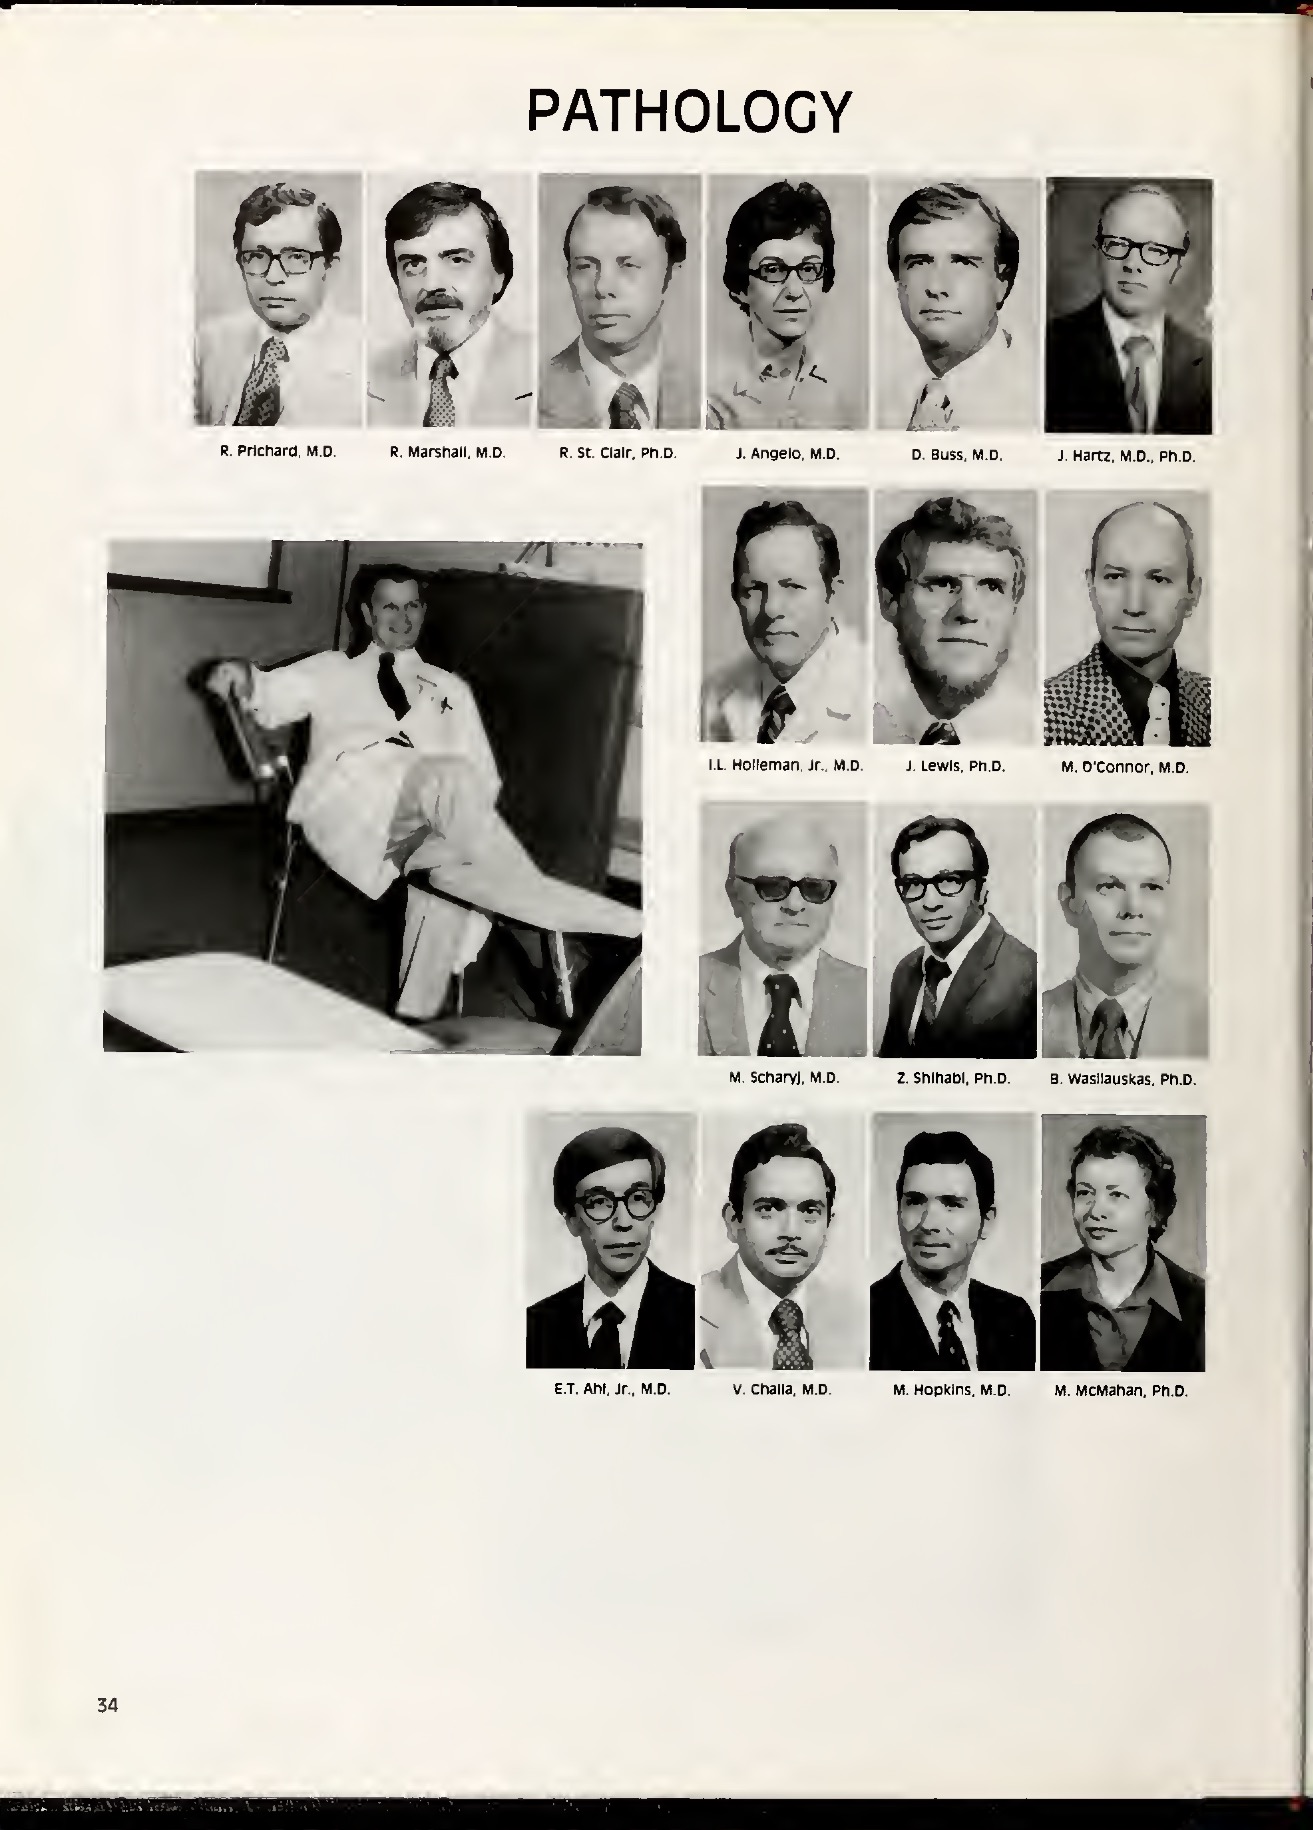 PATHOLOGY
R. Prichard, M.D. R. Marshall, M.D. R. St. Clair, Ph.D. J. Angelo, M.D. D. Buss, M.D. J. Hartz, M.D., Ph.D.
I.L. Holleman, Jr., M.D. J. Lewis, Ph.D. M. O'Connor, M.D.
M. Scharyj, M.D. Z. Shihabi, Ph.D. B. Wasilauskas, Ph.D.
E.T. Ahl, Jr., M.D. V. Challa, M.D. M. Hopkins, M.D. M. McMahan, Ph.D.
34